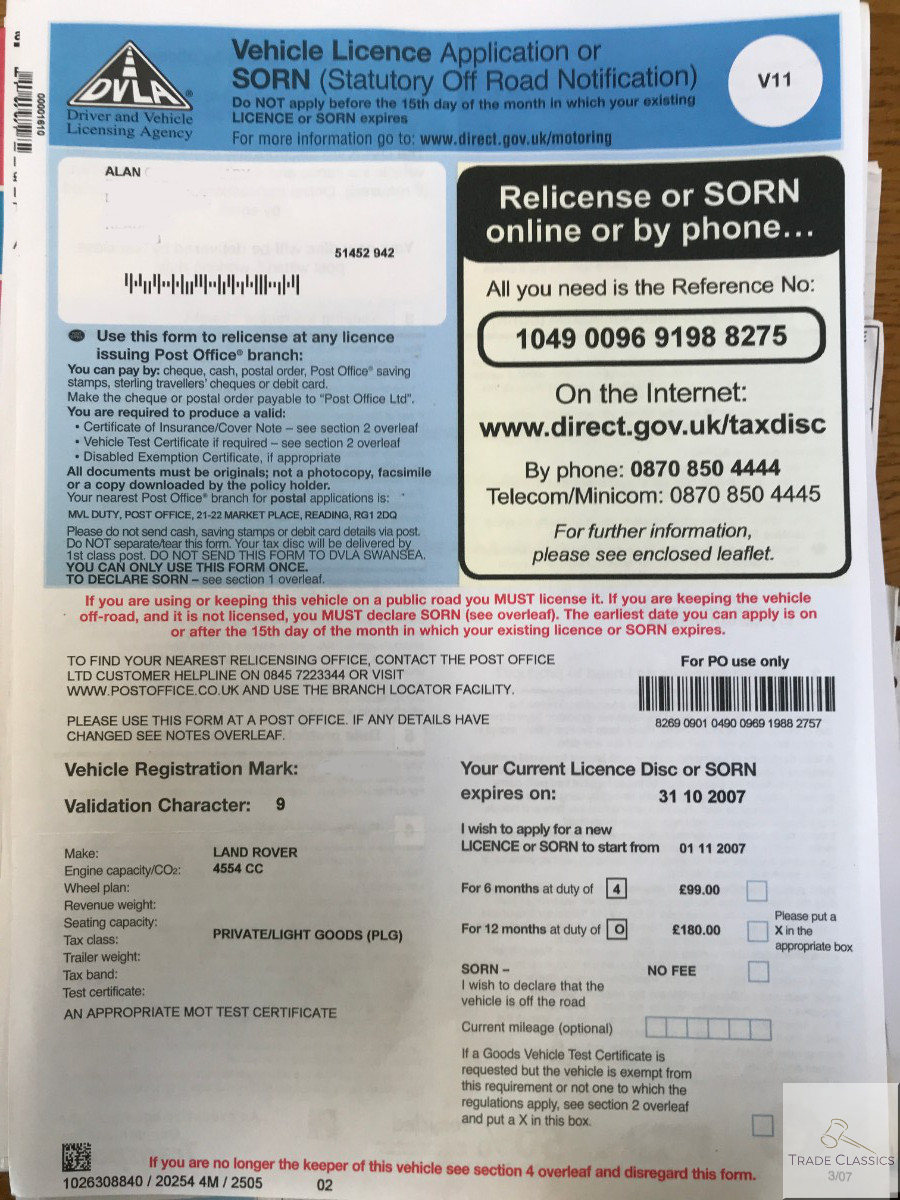 00001610
DVLA®
Driver and Vehicle
Licensing Agency
Vehicle Licence Application or
SORN (Statutory Off Road Notification)
Do NOT apply before the 15th day of the month in which your existing
LICENCE or SORN expires
For more information go to: www.direct.gov.uk/motoring
V11
ALAN
51452 942
Relicense or SORN
online or by phone...
All you need is the Reference No:
1049 0096 9198 8275
On the Internet:
www.direct.gov.uk/taxdisc
By phone: 0870 850 4444
Telecom/Minicom: 0870 850 4445
For further information,
please see enclosed leaflet.
Use this form to relicense at any licence
issuing Post Office® branch:
You can pay by: cheque, cash, postal order, Post Office® saving
stamps, sterling travellers' cheques or debit card.
Make the cheque or postal order payable to "Post Office Ltd".
You are required to produce a valid:
• Certificate of Insurance/Cover Note – see section 2 overleaf
• Vehicle Test Certificate if required – see section 2 overleaf
• Disabled Exemption Certificate, if appropriate
All documents must be originals; not a photocopy, facsimile
or a copy downloaded by the policy holder.
Your nearest Post Office® branch for postal applications is:
MVL DUTY, POST OFFICE, 21-22 MARKET PLACE, READING, RG1 2DQ
Please do not send cash, saving stamps or debit card details via post.
Do NOT separate/tear this form. Your tax disc will be delivered by
1st class post. DO NOT SEND THIS FORM TO DVLA SWANSEA.
YOU CAN ONLY USE THIS FORM ONCE.
TO DECLARE SORN – see section 1 overleaf.
If you are using or keeping this vehicle on a public road you MUST license it. If you are keeping the vehicle
off-road, and it is not licensed, you MUST declare SORN (see overleaf). The earliest date you can apply is on
or after the 15th day of the month in which your existing licence or SORN expires.
TO FIND YOUR NEAREST RELICENSING OFFICE, CONTACT THE POST OFFICE
LTD CUSTOMER HELPLINE ON 0845 7223344 OR VISIT
WWW.POSTOFFICE.CO.UK AND USE THE BRANCH LOCATOR FACILITY.
PLEASE USE THIS FORM AT A POST OFFICE. IF ANY DETAILS HAVE
CHANGED SEE NOTES OVERLEAF.
For PO use only
8269 0901 0490 0969 1988 2757
Vehicle Registration Mark:
Validation Character: 9
Make: LAND ROVER
Engine capacity/CO2: 4554 CC
Wheel plan:
Revenue weight:
Seating capacity:
Tax class: PRIVATE/LIGHT GOODS (PLG)
Trailer weight:
Tax band:
Test certificate:
AN APPROPRIATE MOT TEST CERTIFICATE
Your Current Licence Disc or SORN
expires on: 31 10 2007
I wish to apply for a new
LICENCE or SORN to start from 01 11 2007
For 6 months at duty of 4 £99.00
For 12 months at duty of O £180.00
Please put a
X in the
appropriate box
SORN – NO FEE
I wish to declare that the
vehicle is off the road
Current mileage (optional)
If a Goods Vehicle Test Certificate is
requested but the vehicle is exempt from
this requirement or not one to which the
regulations apply, see section 2 overleaf
and put a X in this box.
If you are no longer the keeper of this vehicle see section 4 overleaf and disregard this form.
1026308840 / 20254 4M / 2505 02
TRADE CLASSICS
3/07